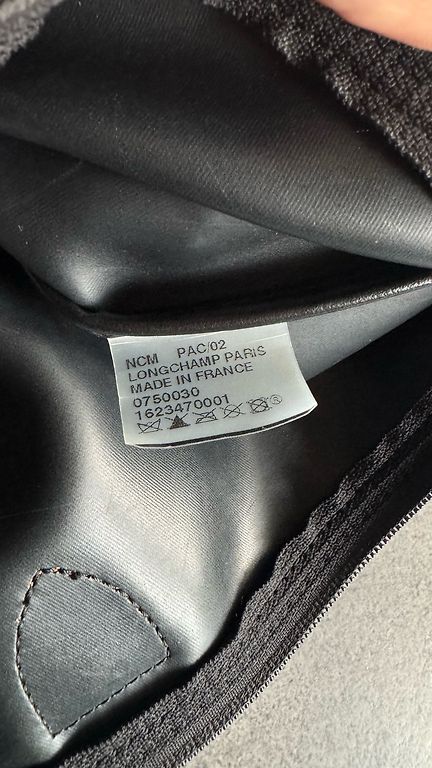 NCM PAC/02
LONGCHAMP PARIS
MADE IN FRANCE
0750030
1623470001
®